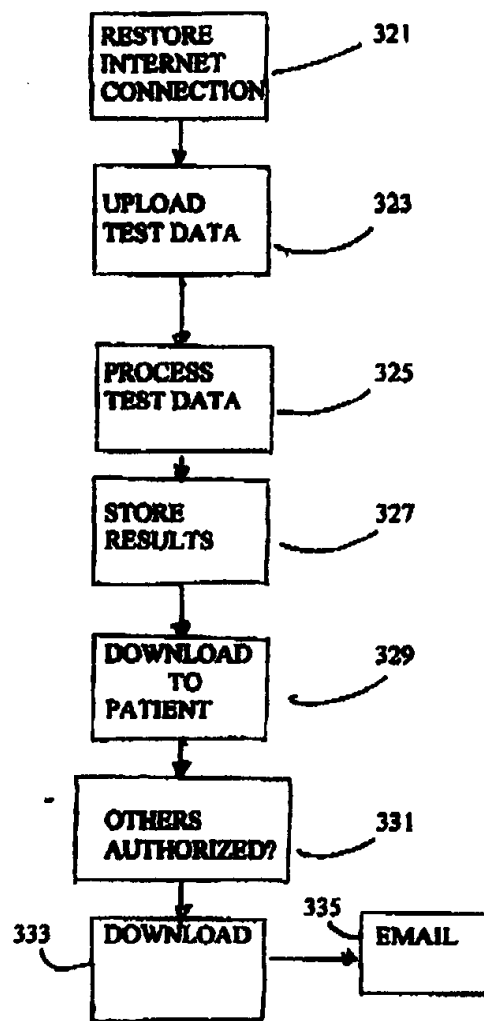 RESTORE
INTERNET
CONNECTION
321
UPLOAD
TEST DATA
323
PROCESS
TEST DATA
325
STORE
RESULTS
327
DOWNLOAD
TO
PATIENT
329
OTHERS
AUTHORIZED?
331
333
DOWNLOAD
335
EMAIL